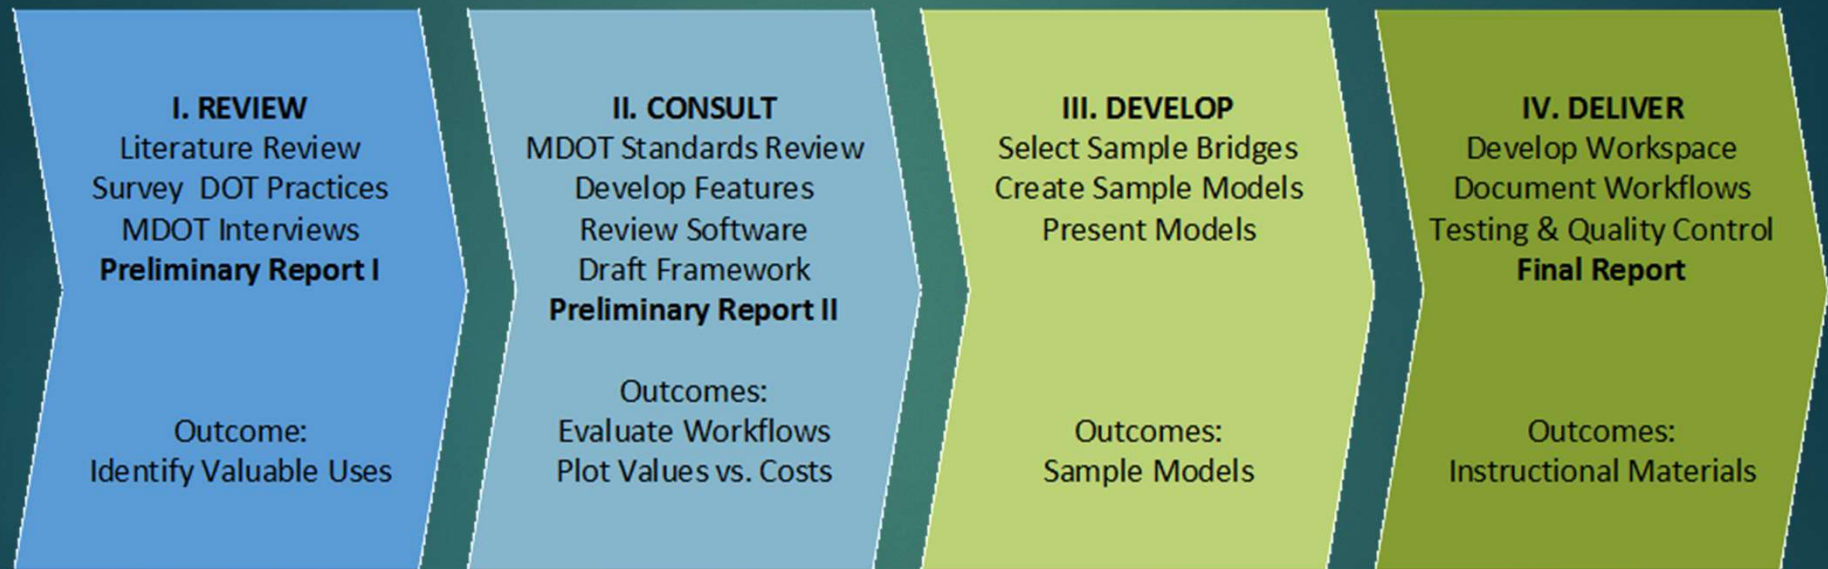 I. REVIEW
Literature Review
Survey DOT Practices
MDOT Interviews
Preliminary Report I
Outcome:
Identify Valuable Uses
II. CONSULT
MDOT Standards Review
Develop Features
Review Software
Draft Framework
Preliminary Report II
Outcomes:
Evaluate Workflows
Plot Values vs. Costs
III. DEVELOP
Select Sample Bridges
Create Sample Models
Present Models
Outcomes:
Sample Models
IV. DELIVER
Develop Workspace
Document Workflows
Testing & Quality Control
Final Report
Outcomes:
Instructional Materials